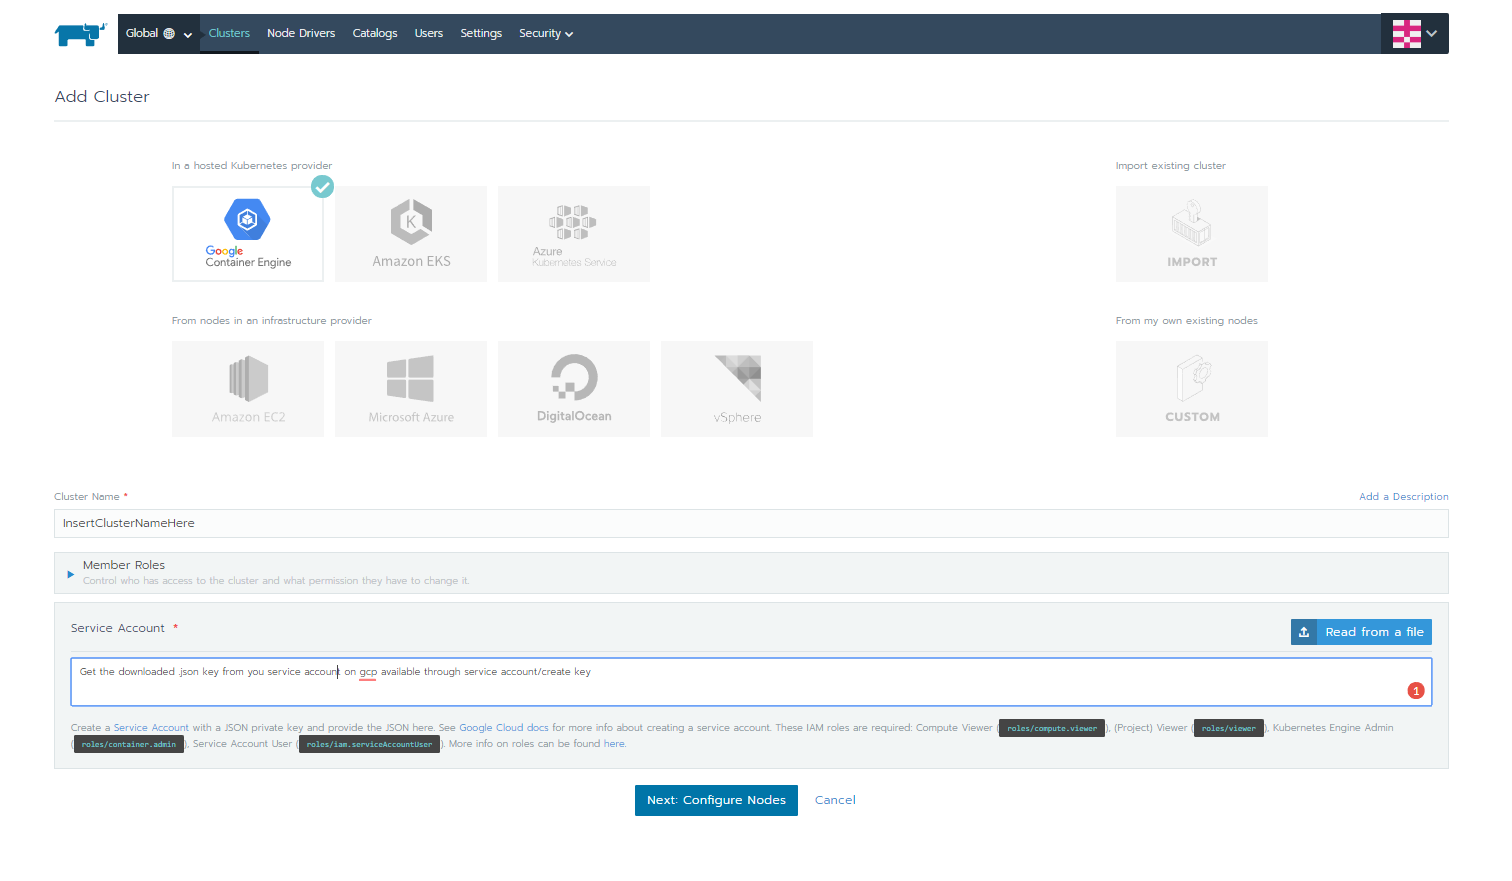 Global Clusters Node Drivers Catalogs Users Settings Security
Add Cluster
In a hosted Kubernetes provider
Import existing cluster
Google
Container Engine
K
Amazon EKS
Azure
Kubernetes Service
IMPORT
From nodes in an infrastructure provider
From my own existing nodes
Amazon EC2
Microsoft Azure
DigitalOcean
vSphere
CUSTOM
Cluster Name *
Add a Description
InsertClusterNameHere
Member Roles
Control who has access to the cluster and what permission they have to change it.
Service Account *
Read from a file
Get the downloaded .json key from you service account on gcp available through service account/create key
1
Create a Service Account with a JSON private key and provide the JSON here. See Google Cloud docs for more info about creating a service account. These IAM roles are required: Compute Viewer (roles/compute.viewer), (Project) Viewer (roles/viewer), Kubernetes Engine Admin
(roles/container.admin), Service Account User (roles/iam.serviceAccountUser). More info on roles can be found here.
Next: Configure Nodes
Cancel